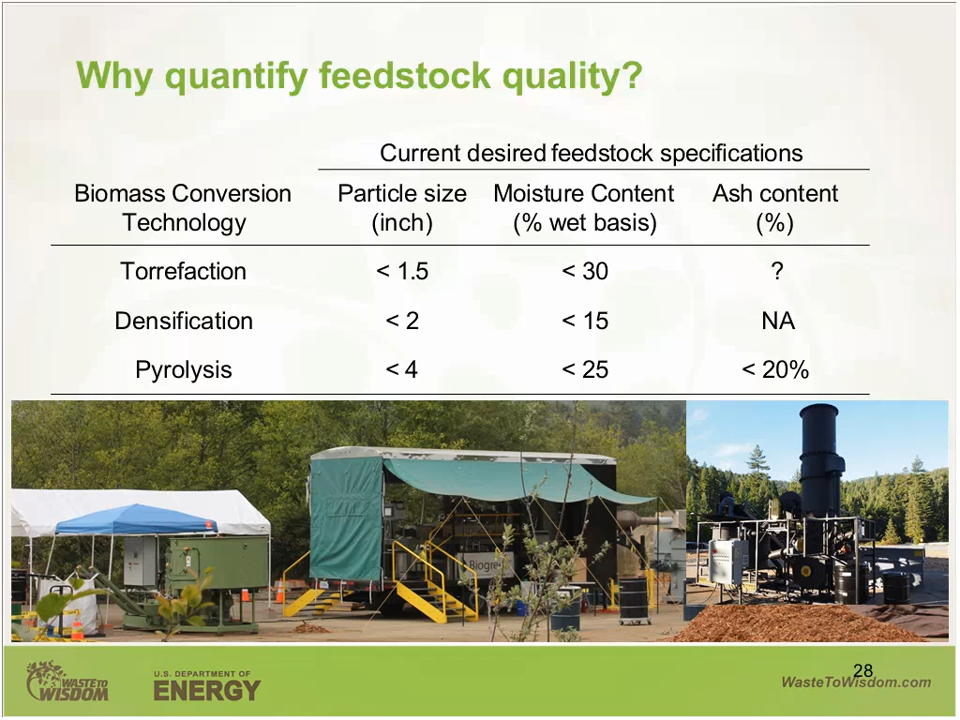 Why quantify feedstock quality?
Current desired feedstock specifications
Biomass Conversion Technology
Particle size (inch)
Moisture Content (% wet basis)
Ash content (%)
Torrefaction < 1.5 < 30 ?
Densification < 2 < 15 NA
Pyrolysis < 4 < 25 < 20%
WASTE TO
WISDOM
U.S. DEPARTMENT OF
ENERGY
28
WasteToWisdom.com